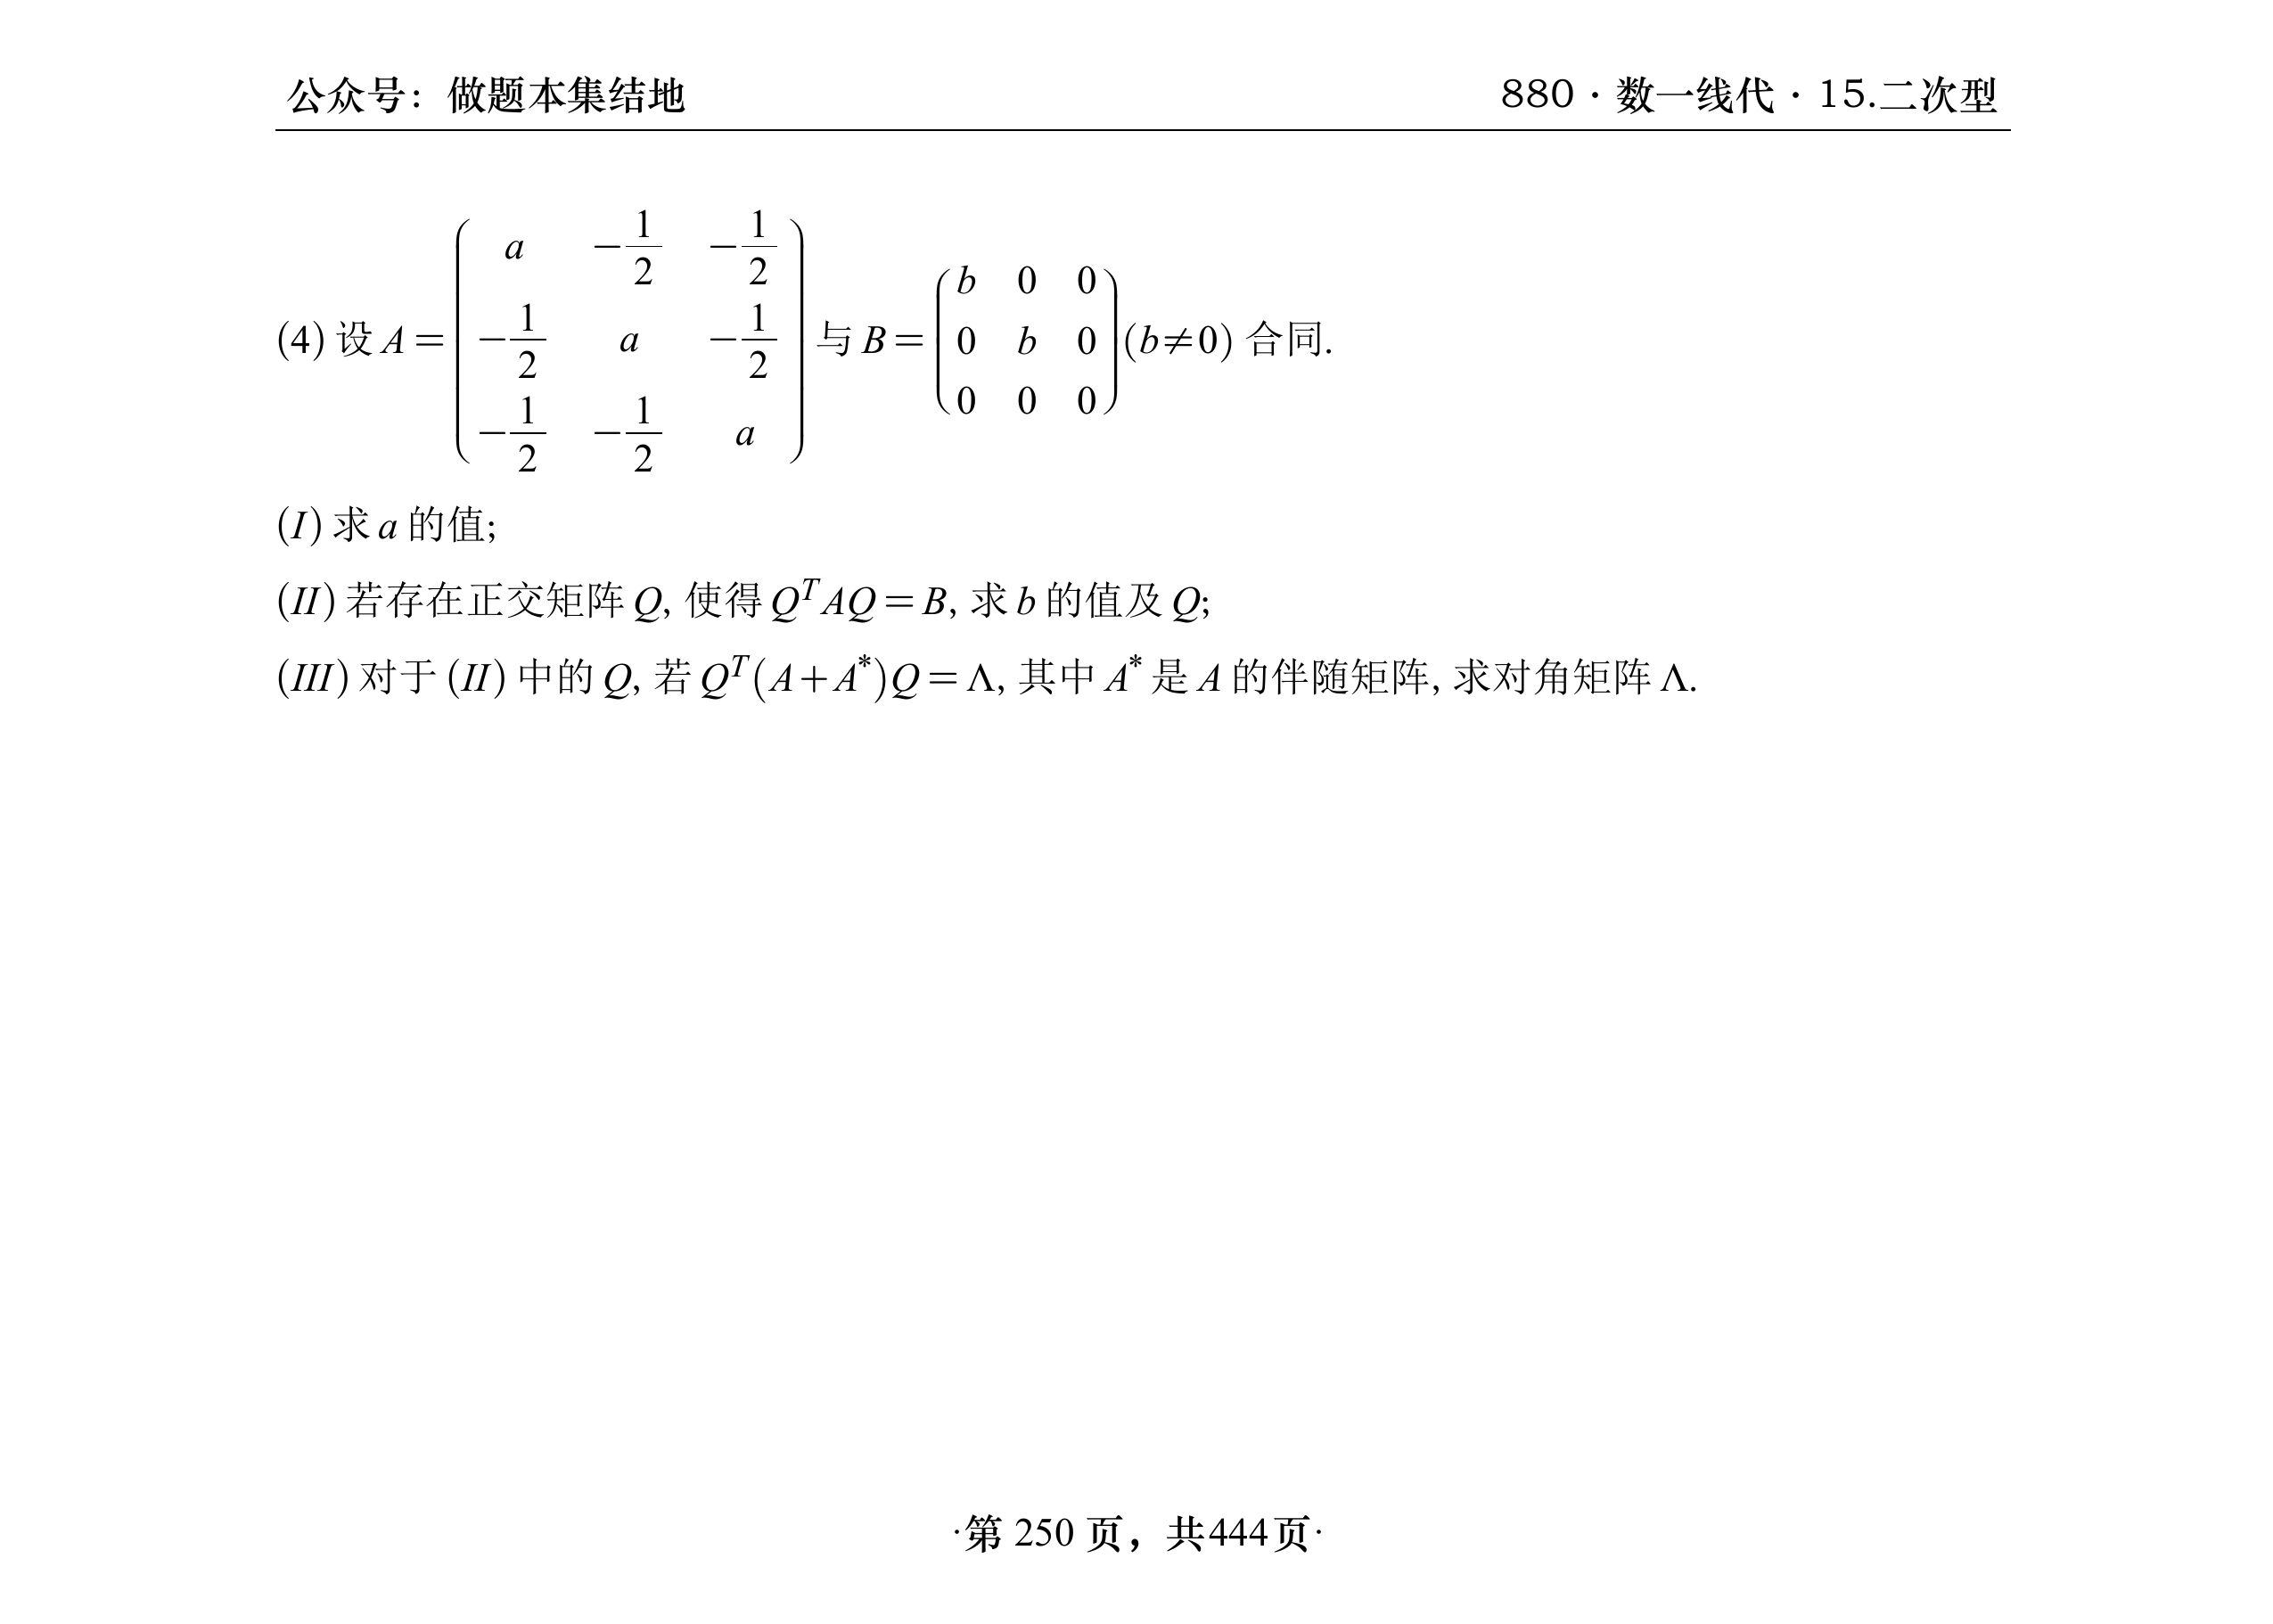 公众号：做题本集结地
880 · 数一线代 · 15.二次型
(4) 设 $A=\begin{pmatrix} a & -\frac{1}{2} & -\frac{1}{2} \\ -\frac{1}{2} & a & -\frac{1}{2} \\ -\frac{1}{2} & -\frac{1}{2} & a \end{pmatrix}$ 与 $B=\begin{pmatrix} b & 0 & 0 \\ 0 & b & 0 \\ 0 & 0 & 0 \end{pmatrix}(b\neq 0)$ 合同.
(I) 求 $a$ 的值;
(II) 若存在正交矩阵 $Q$, 使得 $Q^T A Q=B$, 求 $b$ 的值及 $Q$;
(III) 对于 (II) 中的 $Q$, 若 $Q^T(A+A^*)Q=\Lambda$, 其中 $A^*$ 是 $A$ 的伴随矩阵, 求对角矩阵 $\Lambda$.
·第 250 页，共444页·